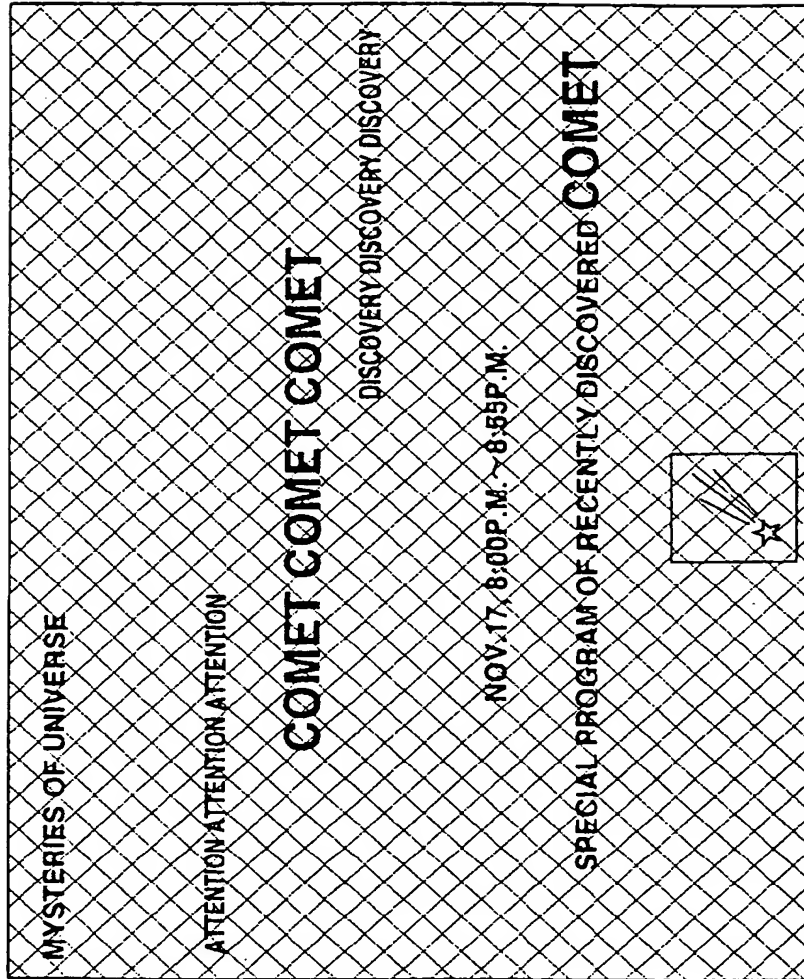 MYSTERIES OF UNIVERSE
ATTENTION ATTENTION ATTENTION
COMET COMET COMET
DISCOVERY DISCOVERY DISCOVERY
NOV. 17, 8:00P.M. ~ 8:55P.M.
SPECIAL PROGRAM OF RECENTLY DISCOVERED COMET